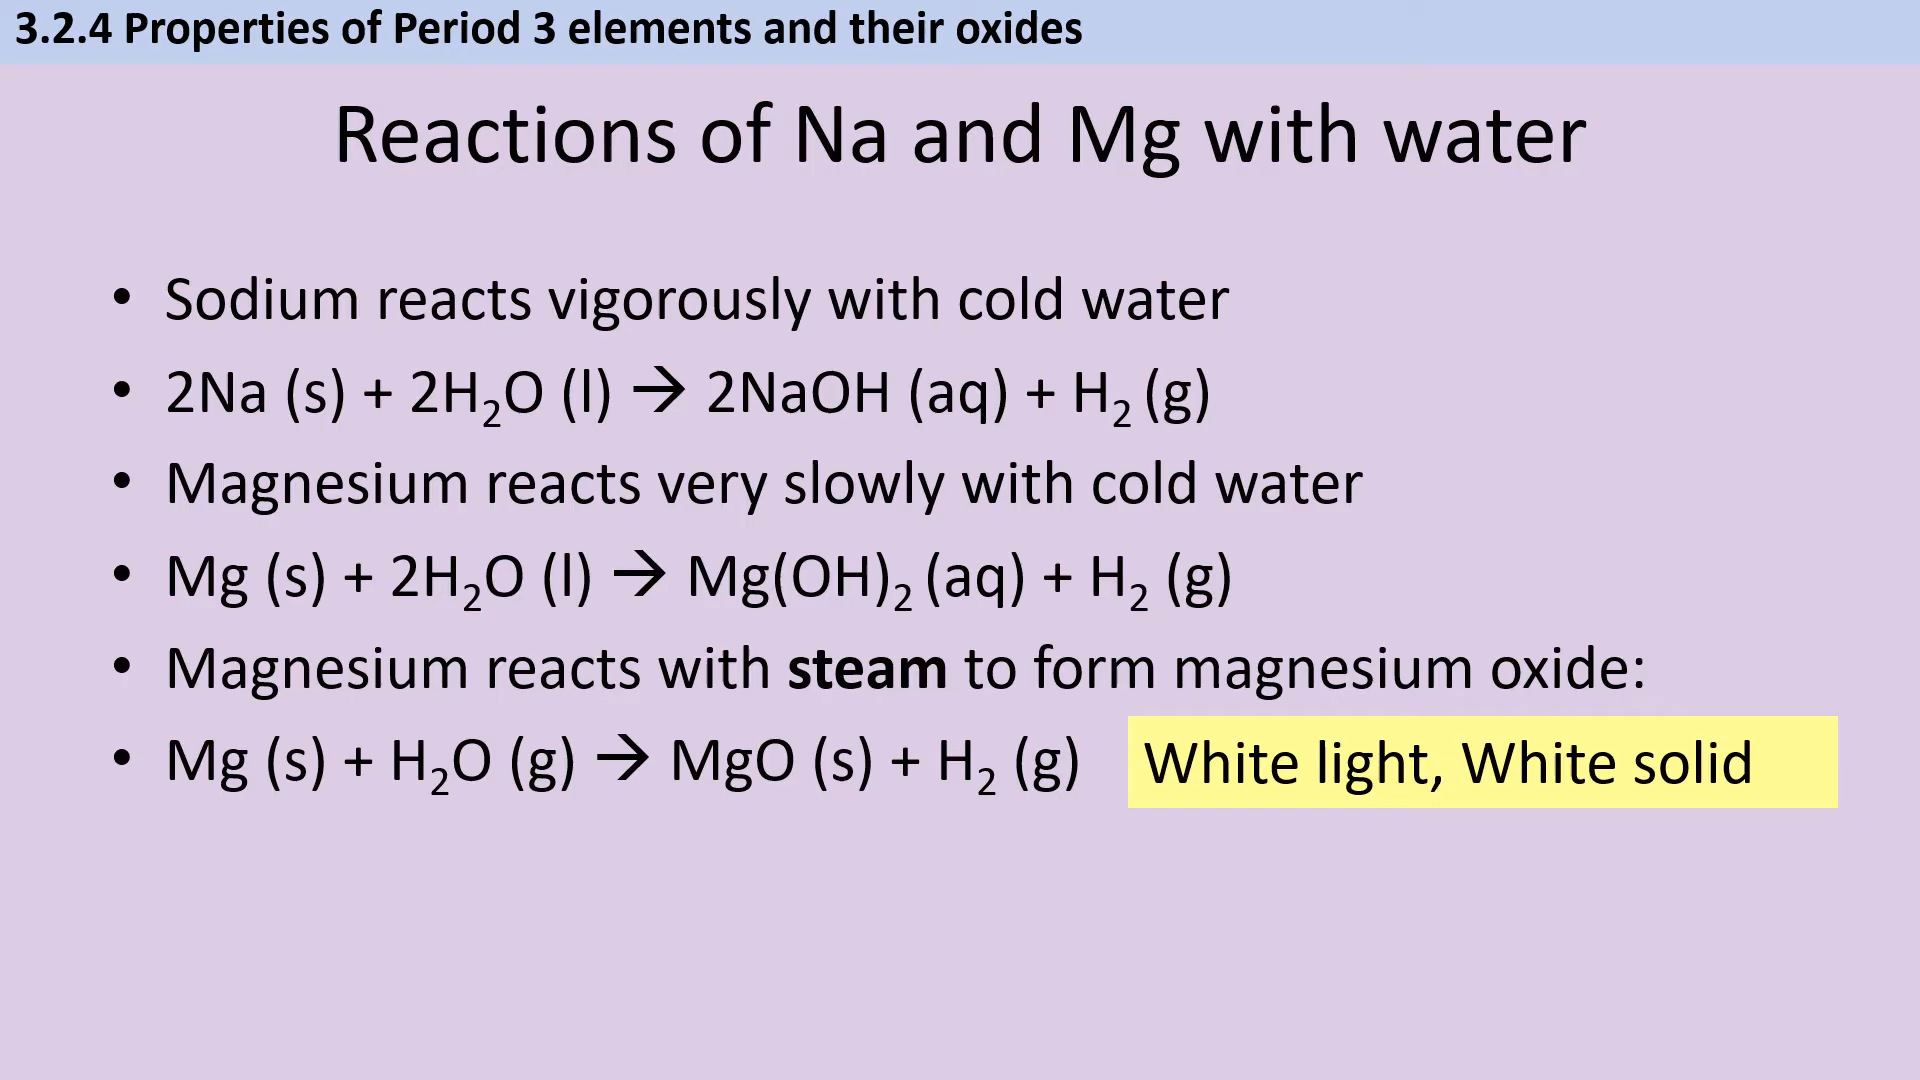 3.2.4 Properties of Period 3 elements and their oxides
Reactions of Na and Mg with water
• Sodium reacts vigorously with cold water
• 2Na (s) + 2H₂O (l) → 2NaOH (aq) + H₂ (g)
• Magnesium reacts very slowly with cold water
• Mg (s) + 2H₂O (l) → Mg(OH)₂ (aq) + H₂ (g)
• Magnesium reacts with steam to form magnesium oxide:
• Mg (s) + H₂O (g) → MgO (s) + H₂ (g) White light, White solid